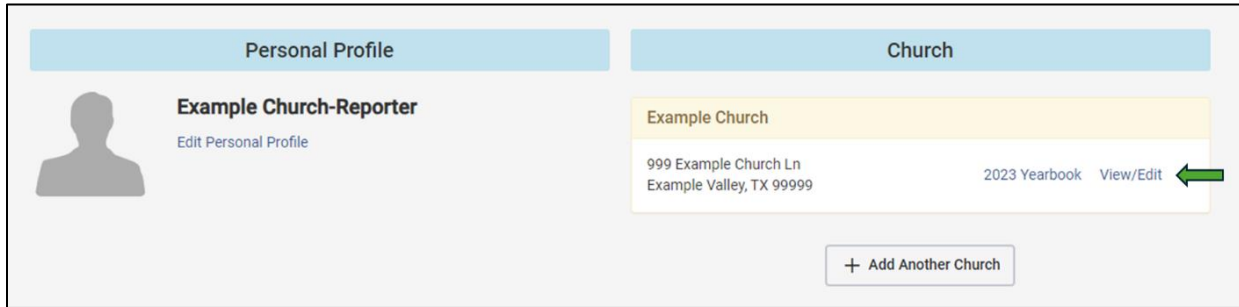 Personal Profile
Example Church-Reporter
Edit Personal Profile
Church
Example Church
999 Example Church Ln
Example Valley, TX 99999
2023 Yearbook View/Edit
+ Add Another Church